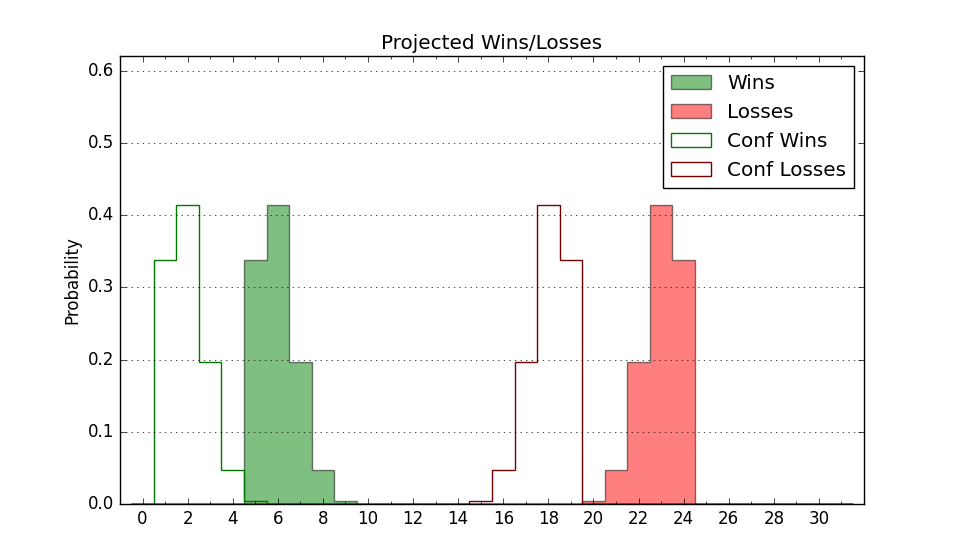 Projected Wins/Losses
0.6
0.5
0.4
0.3
0.2
0.1
0.0
Probability
Wins
Losses
Conf Wins
Conf Losses
0 2 4 6 8 10 12 14 16 18 20 22 24 26 28 30